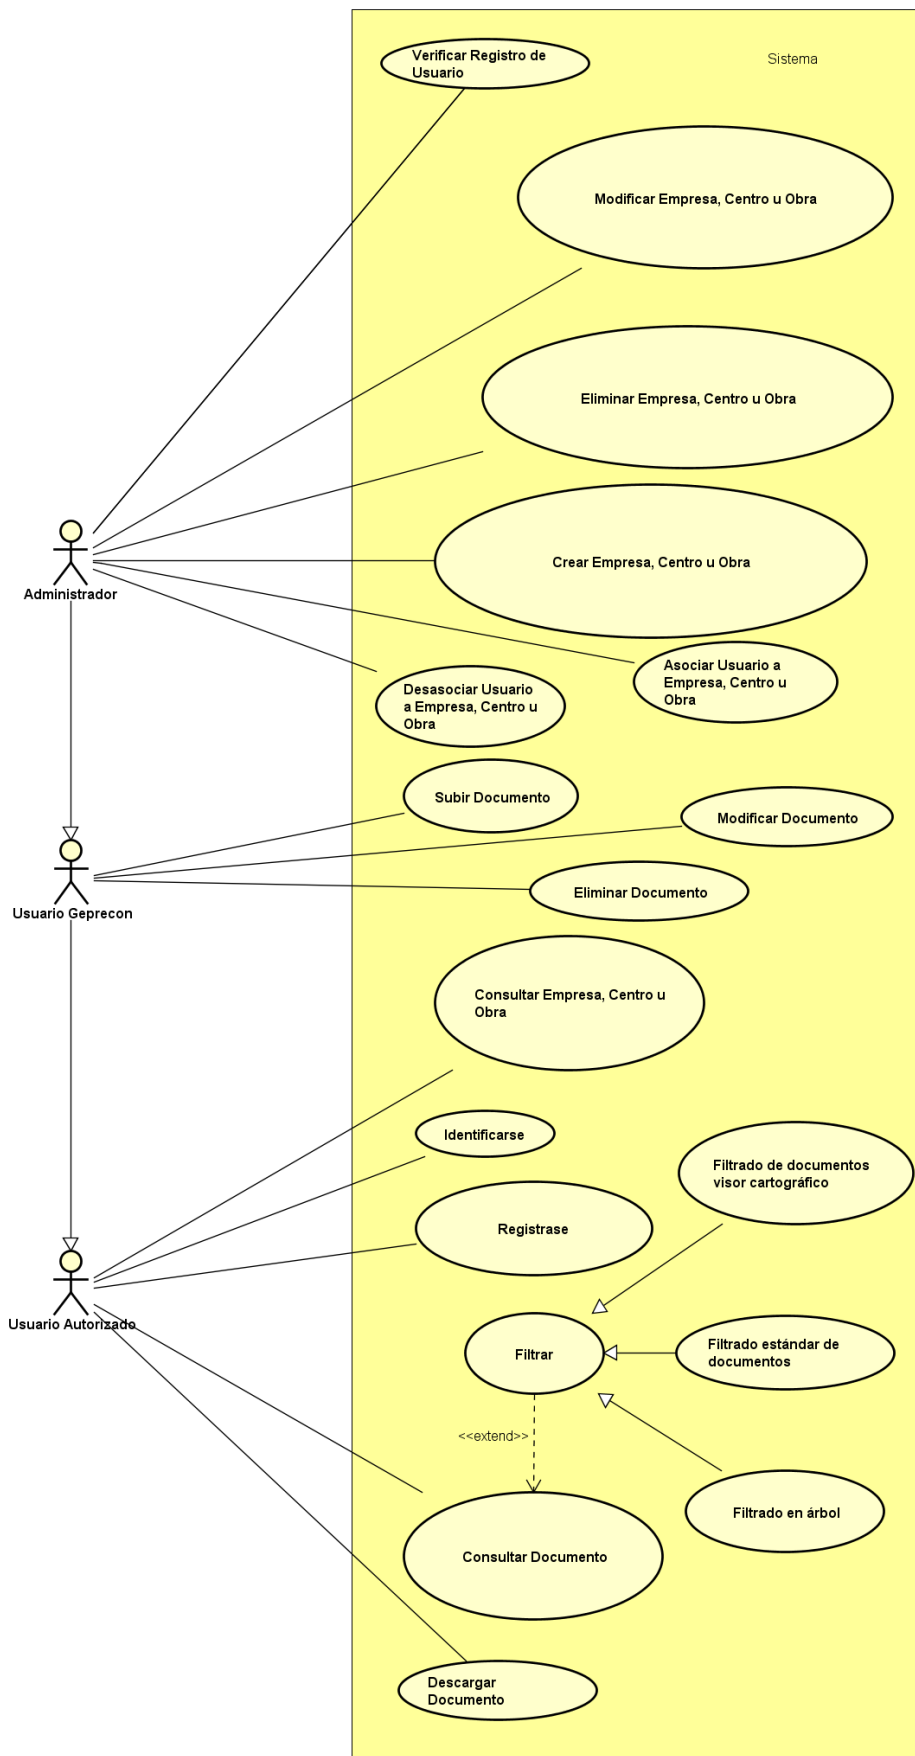 Verificar Registro de
Usuario
Sistema
Modificar Empresa, Centro u Obra
Eliminar Empresa, Centro u Obra
Crear Empresa, Centro u Obra
Administrador
Asociar Usuario a
Empresa, Centro u
Obra
Desasociar Usuario
a Empresa, Centro u
Obra
Subir Documento
Modificar Documento
Eliminar Documento
Usuario Geprecon
Consultar Empresa, Centro u
Obra
Identificarse
Filtrado de documentos
visor cartográfico
Registrase
Usuario Autorizado
Filtrar
Filtrado estándar de
documentos
<<extend>>
Filtrado en árbol
Consultar Documento
Descargar
Documento